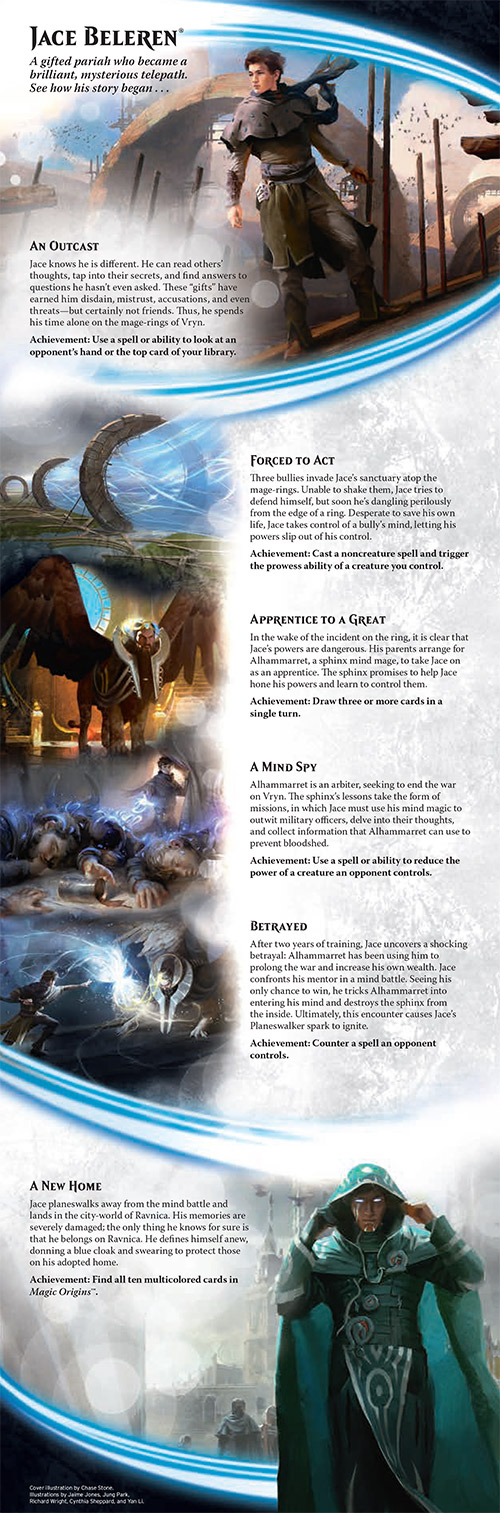 JACE BELEREN®
A gifted pariah who became a
brilliant, mysterious telepath.
See how his story began . . .
AN OUTCAST
Jace knows he is different. He can read others’
thoughts, tap into their secrets, and find answers to
questions he hasn’t even asked. These “gifts” have
earned him disdain, mistrust, accusations, and even
threats—but certainly not friends. Thus, he spends
his time alone on the mage-rings of Vryn.
Achievement: Use a spell or ability to look at an
opponent’s hand or the top card of your library.
FORCED TO ACT
Three bullies invade Jace’s sanctuary atop the
mage-rings. Unable to shake them, Jace tries to
defend himself, but soon he’s dangling perilously
from the edge of a ring. Desperate to save his own
life, Jace takes control of a bully’s mind, letting his
powers slip out of his control.
Achievement: Cast a noncreature spell and trigger
the prowess ability of a creature you control.
APPRENTICE TO A GREAT
In the wake of the incident on the ring, it is clear that
Jace’s powers are dangerous. His parents arrange for
Alhammarret, a sphinx mind mage, to take Jace on
as an apprentice. The sphinx promises to help Jace
hone his powers and learn to control them.
Achievement: Draw three or more cards in a
single turn.
A MIND SPY
Alhammarret is an arbiter, seeking to end the war
on Vryn. The sphinx’s lessons take the form of
missions, in which Jace must use his mind magic to
outwit military officers, delve into their thoughts,
and collect information that Alhammarret can use to
prevent bloodshed.
Achievement: Use a spell or ability to reduce the
power of a creature an opponent controls.
BETRAYED
After two years of training, Jace uncovers a shocking
betrayal: Alhammarret has been using him to
prolong the war and increase his own wealth. Jace
confronts his mentor in a mind battle. Seeing his
only chance to win, he tricks Alhammarret into
entering his mind and destroys the sphinx from
the inside. Ultimately, this encounter causes Jace’s
Planeswalker spark to ignite.
Achievement: Counter a spell an opponent
controls.
A NEW HOME
Jace planeswalks away from the mind battle and
lands in the city-world of Ravnica. His memories are
severely damaged; the only thing he knows for sure is
that he belongs on Ravnica. He defines himself anew,
donning a blue cloak and swearing to protect those
on his adopted home.
Achievement: Find all ten multicolored cards in
Magic Origins™.
Cover illustration by Chase Stone.
Illustrations by Jaime Jones, Jung Park,
Richard Wright, Cynthia Sheppard, and Yan Li.